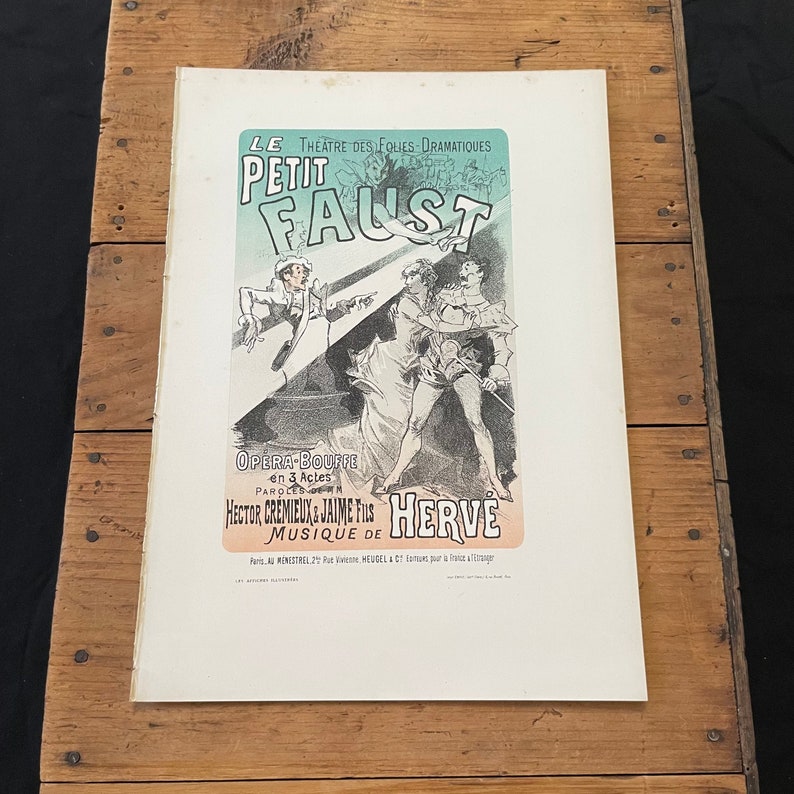 LE
THÉATRE DES FOLIES-DRAMATIQUES
PETIT
FAUST
OPÉRA-BOUFFE
en 3 Actes
PAROLES DE MM
HECTOR CRÉMIEUX & JAIME FILS
MUSIQUE DE HERVÉ
Paris, AU MÉNESTREL, 2bis Rue Vivienne, HEUGEL & Cie EDITEURS pour la France & l'Etranger
LES AFFICHES ILLUSTRÉES